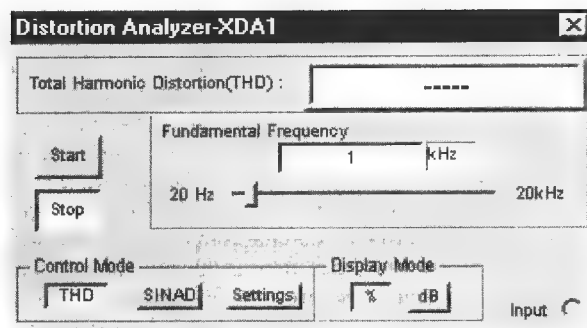 Distortion Analyzer-XDA1
Total Harmonic Distortion(THD) : -----
Fundamental Frequency
1 kHz
Start
20 Hz 20kHz
Stop
Control Mode
Display Mode
THD SINAD Settings % dB
Input